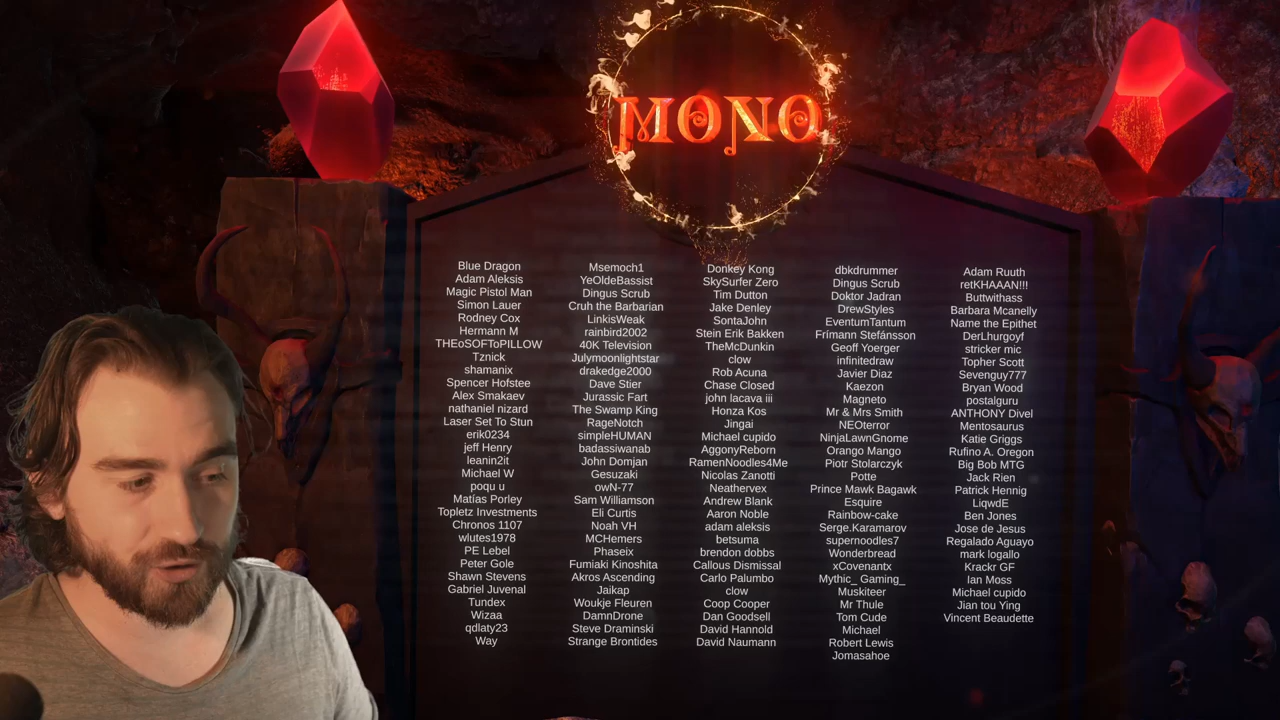 MONO
Blue Dragon
Adam Aleksis
Magic Pistol Man
Simon Lauer
Rodney Cox
Hermann M
THEoSOFToPILLOW
Tznick
shamanix
Spencer Hofstee
Alex Smakaev
nathaniel nizard
Laser Set To Stun
erik0234
jeff Henry
leanin2it
Michael W
poqu u
Matías Porley
Topletz Investments
Chronos 1107
wlutes1978
PE Lebel
Peter Gole
Shawn Stevens
Gabriel Juvenal
Tundex
Wizaa
qdlaty23
Way
Msemoch1
YeOldeBassist
Dingus Scrub
Cruh the Barbarian
LinkisWeak
rainbird2002
40K Television
Julymoonlightstar
drakedge2000
Dave Stier
Jurassic Fart
The Swamp King
RageNotch
simpleHUMAN
badassiwanab
John Domjan
Gesuzaki
owN-77
Sam Williamson
Eli Curtis
Noah VH
MCHemers
Phaseix
Fumiaki Kinoshita
Akros Ascending
Jaikap
Woukje Fleuren
DamnDrone
Steve Draminski
Strange Brontides
Donkey Kong
SkySurfer Zero
Tim Dutton
Jake Denley
SontaJohn
Stein Erik Bakken
TheMcDunkin
clow
Rob Acuna
Chase Closed
john lacava iii
Honza Kos
Jingai
Michael cupido
AggonyReborn
RamenNoodles4Me
Nicolas Zanotti
Neathervex
Andrew Blank
Aaron Noble
adam aleksis
betsuma
brendon dobbs
Callous Dismissal
Carlo Palumbo
clow
Coop Cooper
Dan Goodsell
David Hannold
David Naumann
dbkdrummer
Dingus Scrub
Doktor Jadran
DrewStyles
EventumTantum
Frímann Stefánsson
Geoff Yoerger
infinitedraw
Javier Diaz
Kaezon
Magneto
Mr & Mrs Smith
NEOterror
NinjaLawnGnome
Orango Mango
Piotr Stolarczyk
Potte
Prince Mawk Bagawk
Esquire
Rainbow-cake
Serge.Karamarov
supernoodles7
Wonderbread
xCovenantx
Mythic_ Gaming_
Muskiteer
Mr Thule
Tom Cude
Michael
Robert Lewis
Jomasahoe
Adam Ruuth
retKHAAAN!!!
Buttwithass
Barbara Mcanelly
Name the Epithet
DerLhurgoyf
stricker mic
Topher Scott
Sevenguy777
Bryan Wood
postalguru
ANTHONY Divel
Mentosaurus
Katie Griggs
Rufino A. Oregon
Big Bob MTG
Jack Rien
Patrick Hennig
LiqwdE
Ben Jones
Jose de Jesus
Regalado Aguayo
mark logallo
Krackr GF
Ian Moss
Michael cupido
Jian tou Ying
Vincent Beaudette